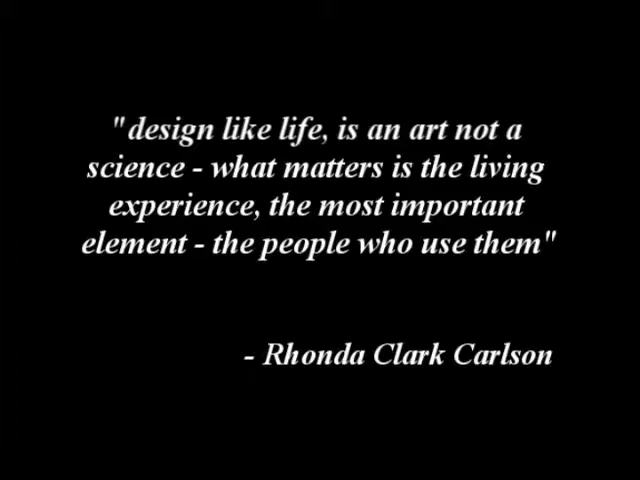 "design like life, is an art not a
science - what matters is the living
experience, the most important
element - the people who use them"
- Rhonda Clark Carlson